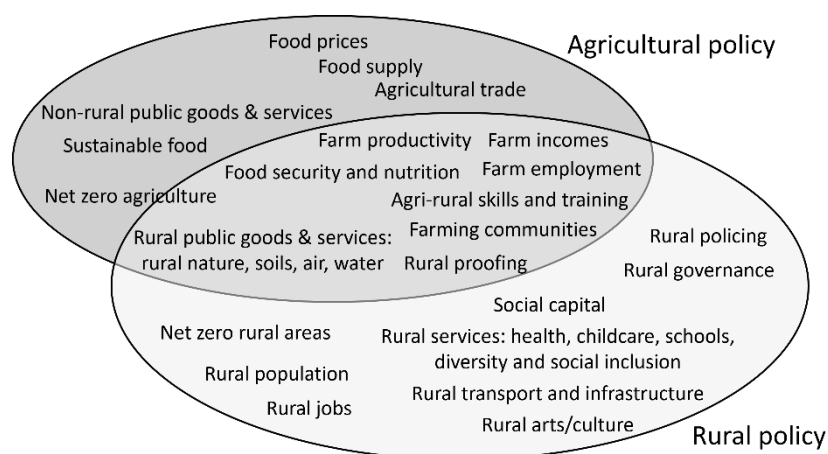 Food prices
Agricultural policy
Food supply
Agricultural trade
Non-rural public goods & services
Farm productivity
Farm incomes
Sustainable food
Food security and nutrition
Farm employment
Net zero agriculture
Agri-rural skills and training
Farming communities
Rural public goods & services:
rural nature, soils, air, water
Rural proofing
Rural policing
Rural governance
Social capital
Net zero rural areas
Rural services: health, childcare, schools,
diversity and social inclusion
Rural population
Rural transport and infrastructure
Rural jobs
Rural arts/culture
Rural policy